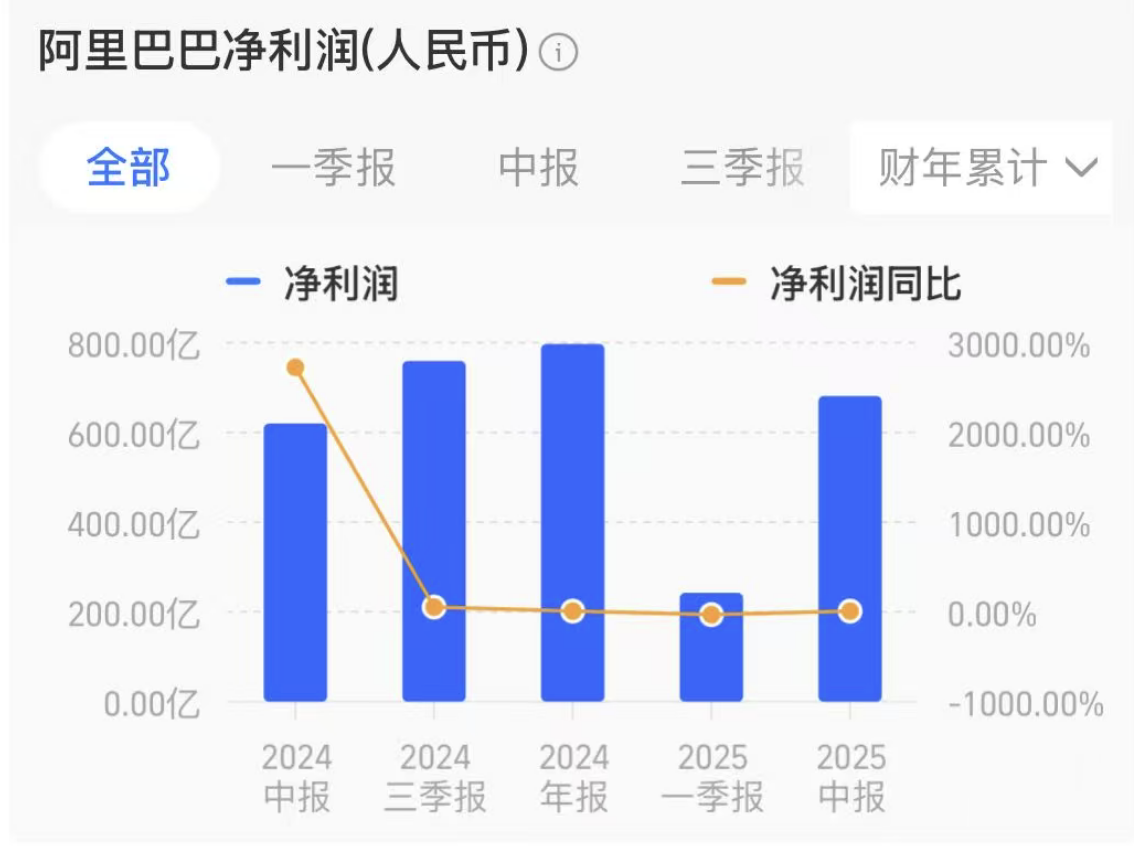 阿里巴巴净利润(人民币) i
全部 一季报 中报 三季报 财年累计
净利润 净利润同比
800.00亿 3000.00%
600.00亿 2000.00%
400.00亿 1000.00%
200.00亿 0.00%
0.00亿 -1000.00%
2024 2024 2024 2025 2025
中报 三季报 年报 一季报 中报